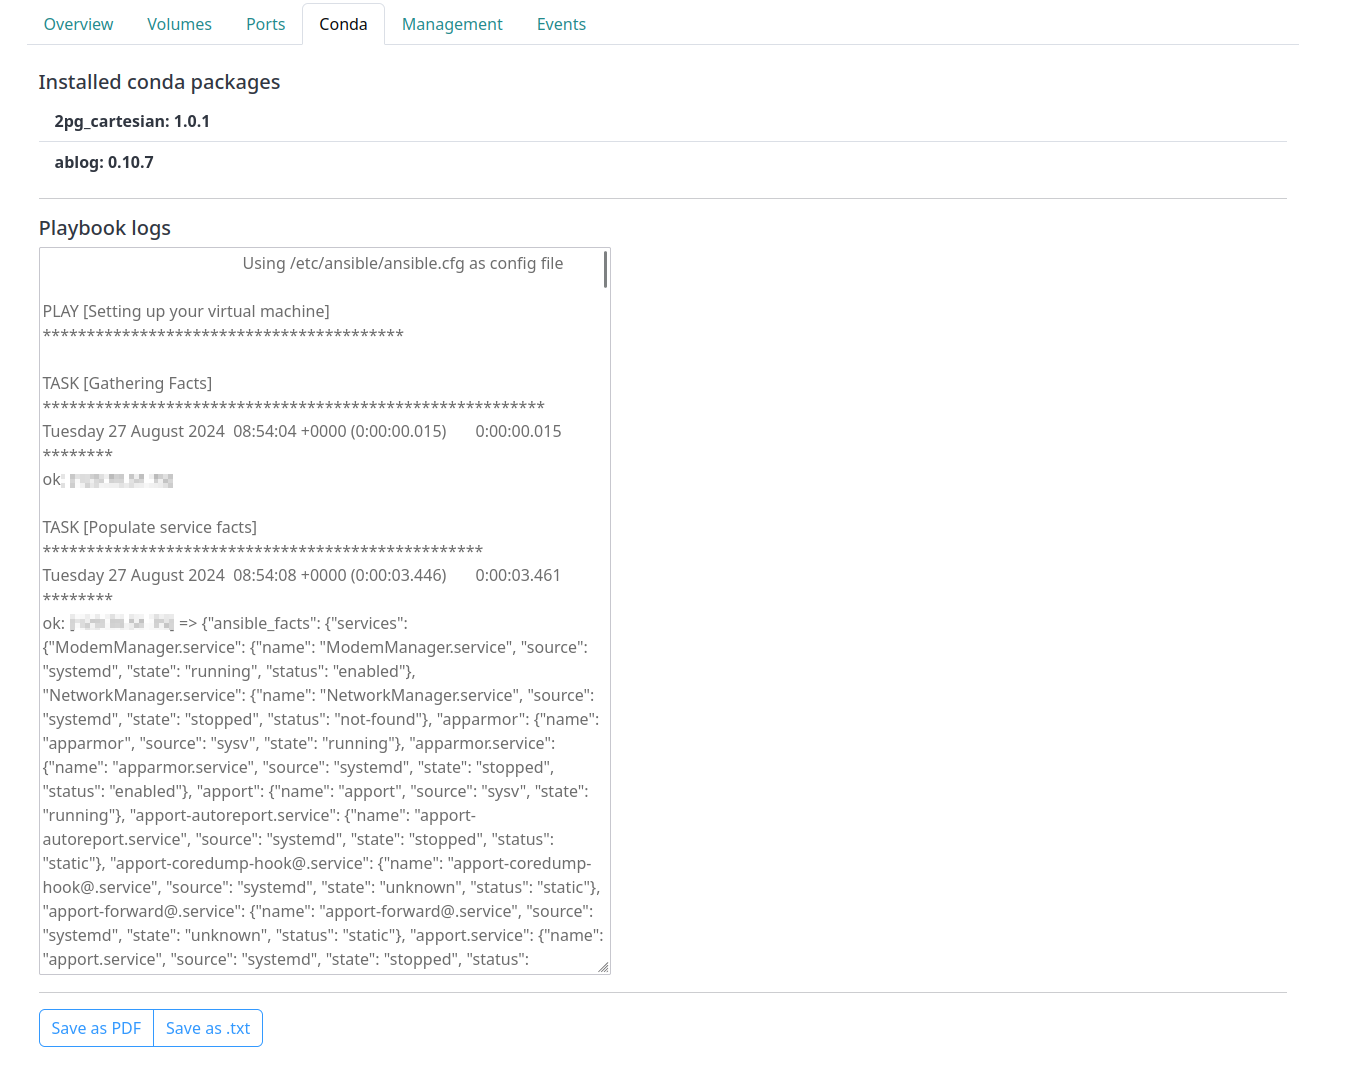 Overview Volumes Ports Conda Management Events
Installed conda packages
2pg_cartesian: 1.0.1
ablog: 0.10.7
Playbook logs
Using /etc/ansible/ansible.cfg as config file
PLAY [Setting up your virtual machine]
*****************************************
TASK [Gathering Facts]
*********************************************************
Tuesday 27 August 2024  08:54:04 +0000 (0:00:00.015)       0:00:00.015
********
ok:
TASK [Populate service facts]
**************************************************
Tuesday 27 August 2024  08:54:08 +0000 (0:00:03.446)       0:00:03.461
********
ok: => {"ansible_facts": {"services":
{"ModemManager.service": {"name": "ModemManager.service", "source":
"systemd", "state": "running", "status": "enabled"},
"NetworkManager.service": {"name": "NetworkManager.service", "source":
"systemd", "state": "stopped", "status": "not-found"}, "apparmor": {"name":
"apparmor", "source": "sysv", "state": "running"}, "apparmor.service":
{"name": "apparmor.service", "source": "systemd", "state": "stopped",
"status": "enabled"}, "apport": {"name": "apport", "source": "sysv", "state":
"running"}, "apport-autoreport.service": {"name": "apport-
autoreport.service", "source": "systemd", "state": "stopped", "status":
"static"}, "apport-coredump-hook@.service": {"name": "apport-coredump-
hook@.service", "source": "systemd", "state": "unknown", "status": "static"},
"apport-forward@.service": {"name": "apport-forward@.service", "source":
"systemd", "state": "unknown", "status": "static"}, "apport.service": {"name":
"apport.service", "source": "systemd", "state": "stopped", "status":
Save as PDF Save as .txt